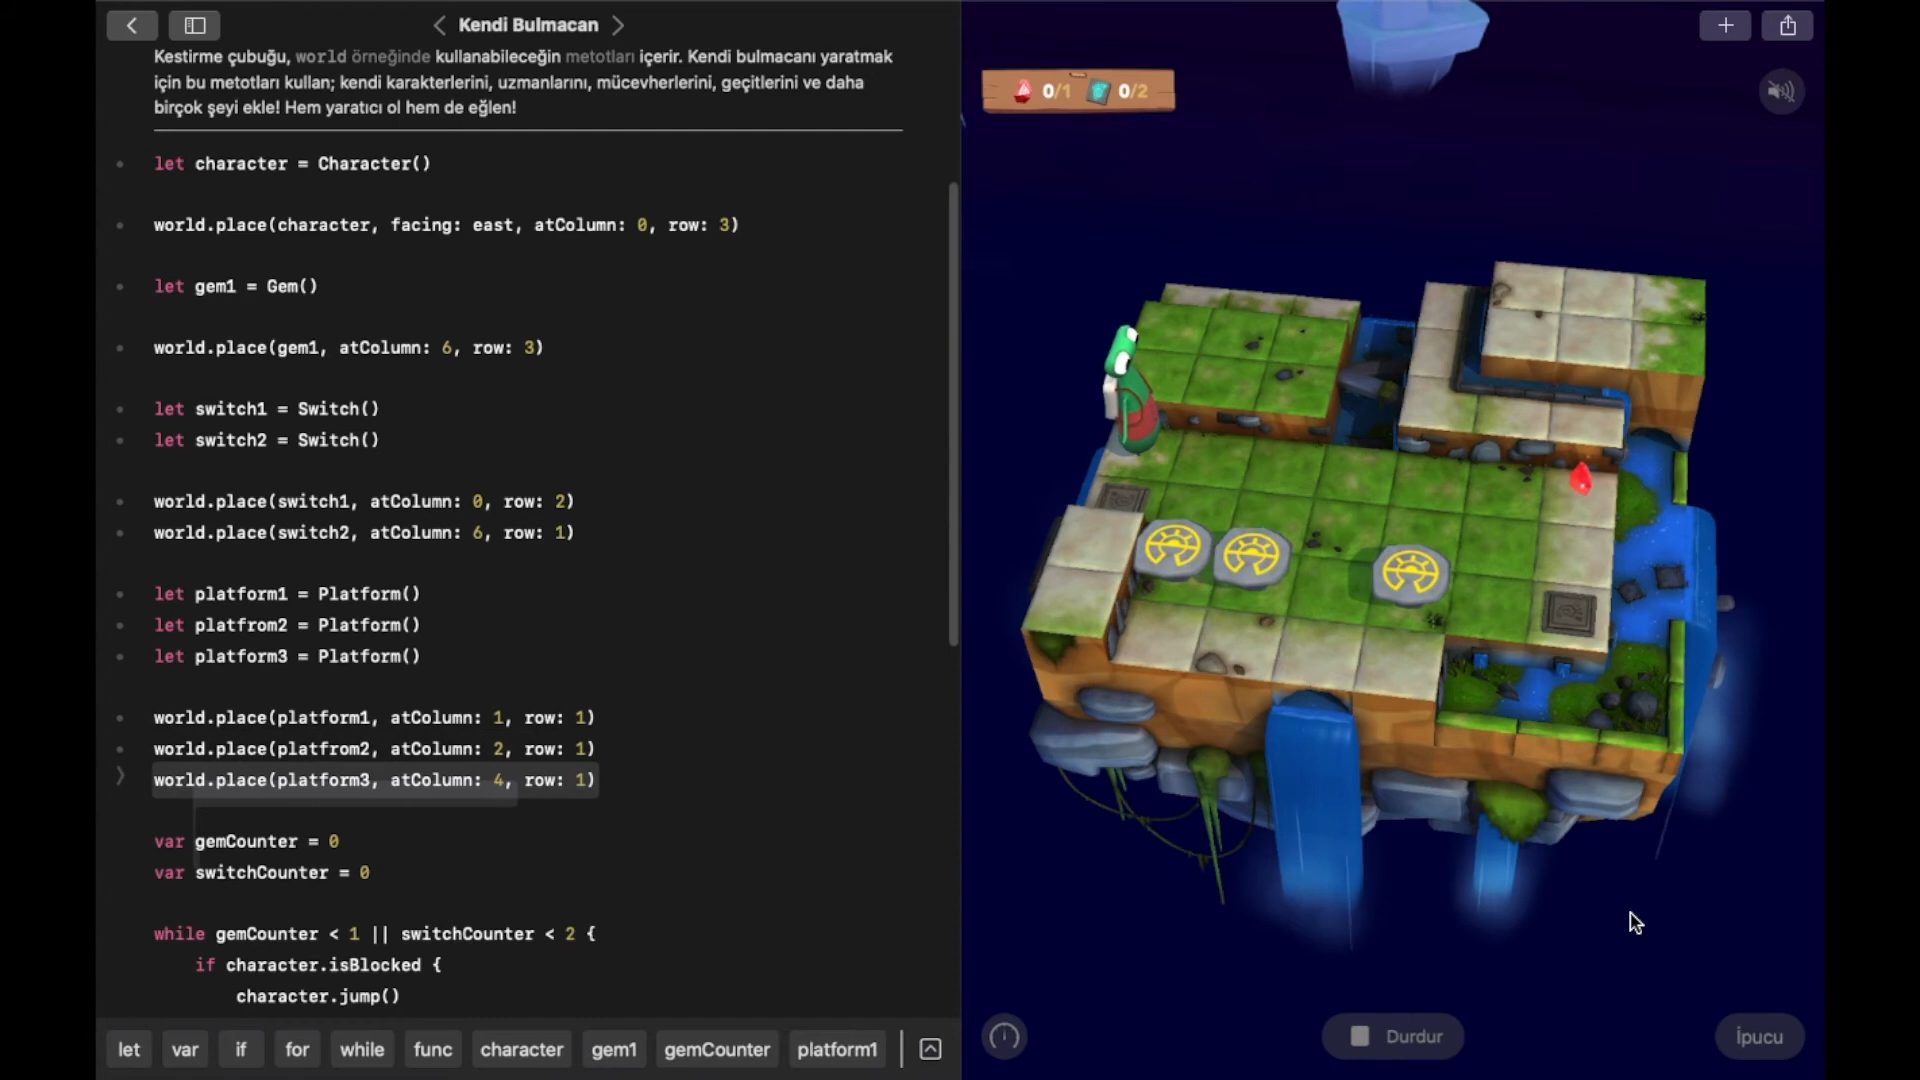 Kendi Bulmacan
Kestirme çubuğu, world örneğinde kullanabileceğin metotları içerir. Kendi bulmacanı yaratmak
için bu metotları kullan; kendi karakterlerini, uzmanlarını, mücevherlerini, geçitlerini ve daha
birçok şeyi ekle! Hem yaratıcı ol hem de eğlen!
let character = Character()
world.place(character, facing: east, atColumn: 0, row: 3)
let gem1 = Gem()
world.place(gem1, atColumn: 6, row: 3)
let switch1 = Switch()
let switch2 = Switch()
world.place(switch1, atColumn: 0, row: 2)
world.place(switch2, atColumn: 6, row: 1)
let platform1 = Platform()
let platfrom2 = Platform()
let platform3 = Platform()
world.place(platform1, atColumn: 1, row: 1)
world.place(platfrom2, atColumn: 2, row: 1)
world.place(platform3, atColumn: 4, row: 1)
var gemCounter = 0
var switchCounter = 0
while gemCounter < 1 || switchCounter < 2 {
if character.isBlocked {
character.jump()
let var if for while func character gem1 gemCounter platform1
0/1 0/2
Durdur
İpucu